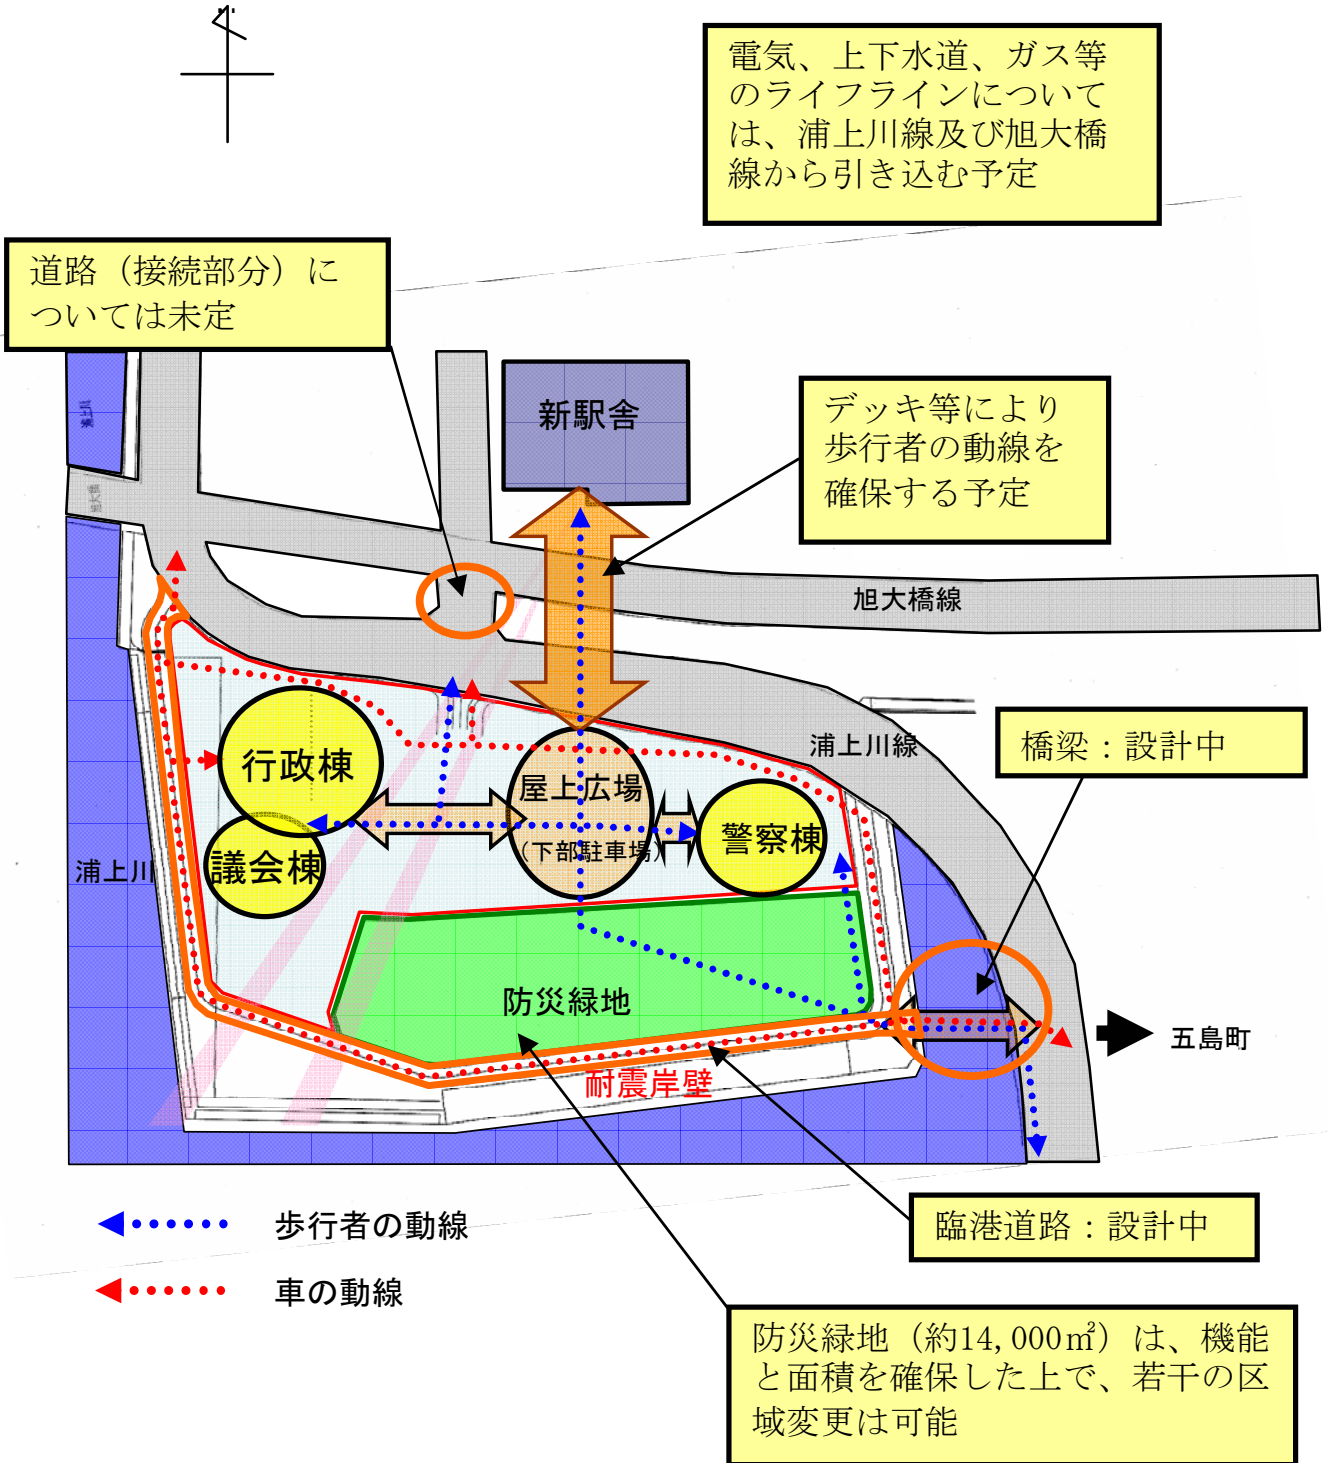 電気、上下水道、ガス等
のライフラインについて
は、浦上川線及び旭大橋
線から引き込む予定
道路（接続部分）に
ついては未定
新駅舎
デッキ等により
歩行者の動線を
確保する予定
浦上川
旭大橋
旭大橋線
浦上川線
橋梁：設計中
行政棟
屋上広場
（下部駐車場）
警察棟
議会棟
浦上川
防災緑地
五島町
耐震岸壁
歩行者の動線
臨港道路：設計中
車の動線
防災緑地（約14,000㎡）は、機能
と面積を確保した上で、若干の区
域変更は可能